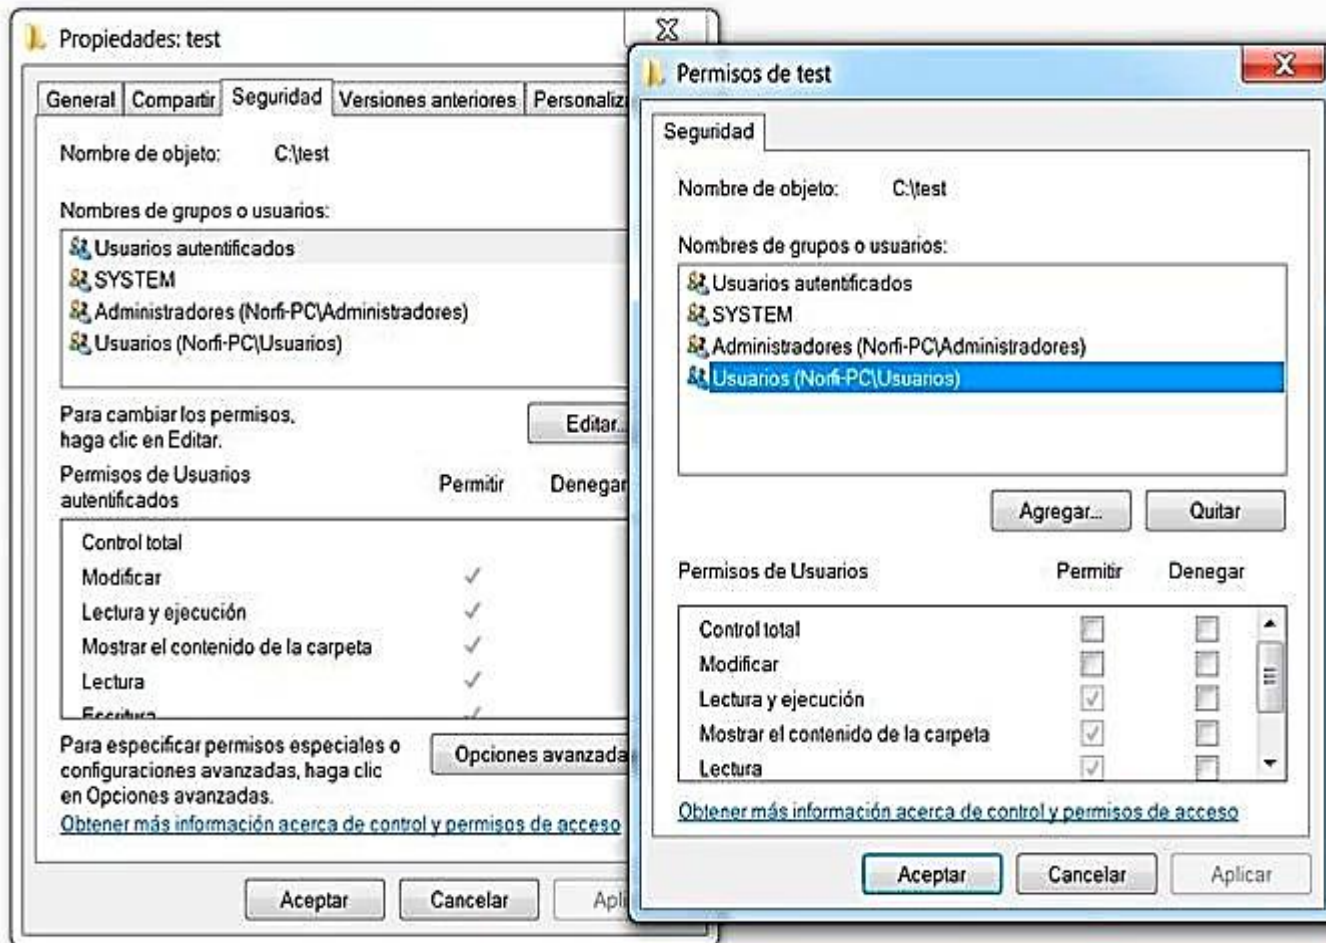 Propiedades: test
General Compartir Seguridad Versiones anteriores
Nombre de objeto: C:\test
Nombres de grupos o usuarios:
Usuarios autentificados
SYSTEM
Administradores (Norfi-PC\Administradores)
Usuarios (Norfi-PC\Usuarios)
Para cambiar los permisos,
haga clic en Editar.
Editar...
Permisos de Usuarios
autentificados
Permitir Denegar
Control total
Modificar
Lectura y ejecución
Mostrar el contenido de la carpeta
Lectura
Escritura
Para especificar permisos especiales o
configuraciones avanzadas, haga clic
en Opciones avanzadas.
Opciones avanzada
Obtener más información acerca de control y permisos de acceso
Aceptar Cancelar
Permisos de test
Seguridad
Nombre de objeto: C:\test
Nombres de grupos o usuarios:
Usuarios autentificados
SYSTEM
Administradores (Norfi-PC\Administradores)
Usuarios (Norfi-PC\Usuarios)
Agregar... Quitar
Permisos de Usuarios Permitir Denegar
Control total
Modificar
Lectura y ejecución
Mostrar el contenido de la carpeta
Lectura
Obtener más información acerca de control y permisos de acceso
Aceptar Cancelar Aplicar